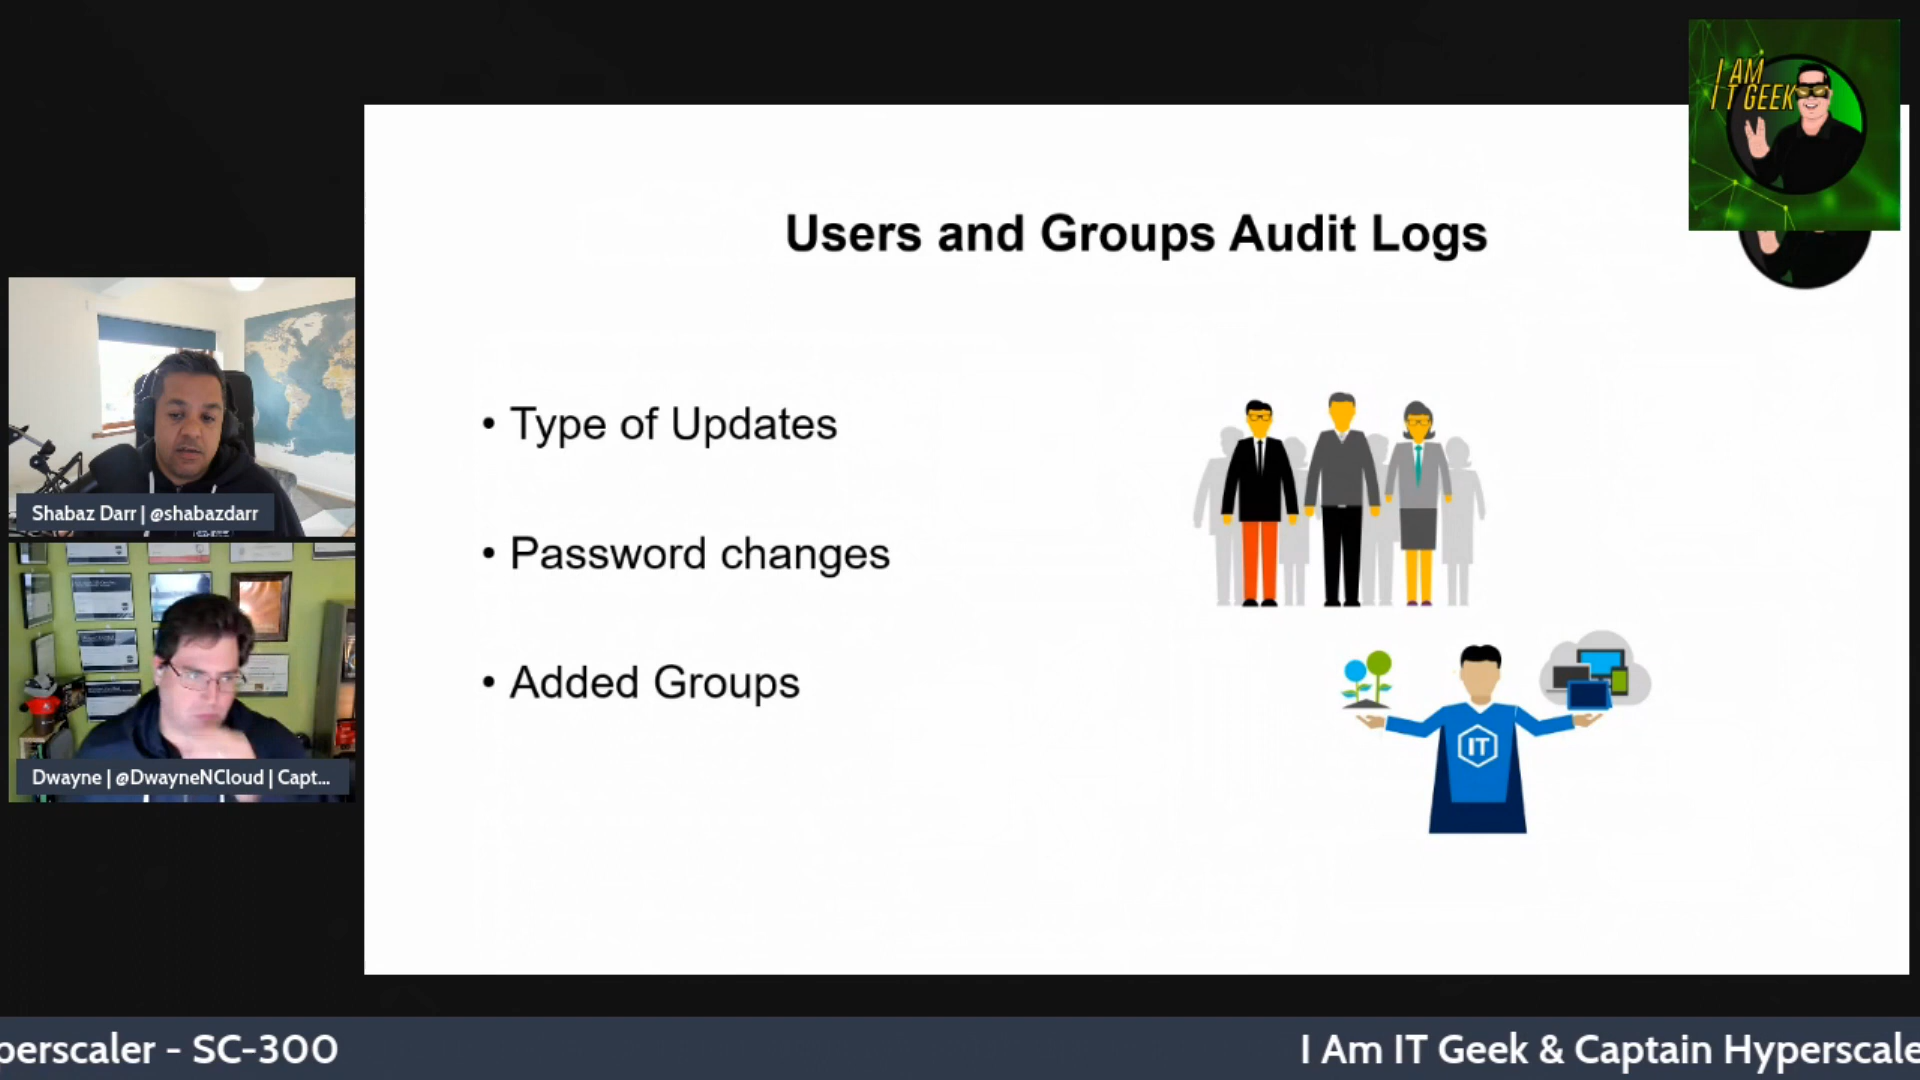 I AM
IT GEEK
Users and Groups Audit Logs
• Type of Updates
• Password changes
• Added Groups
IT
Shabaz Darr | @shabazdarr
Dwayne | @DwayneNCloud | Capt...
perscaler - SC-300
I Am IT Geek & Captain Hyperscale